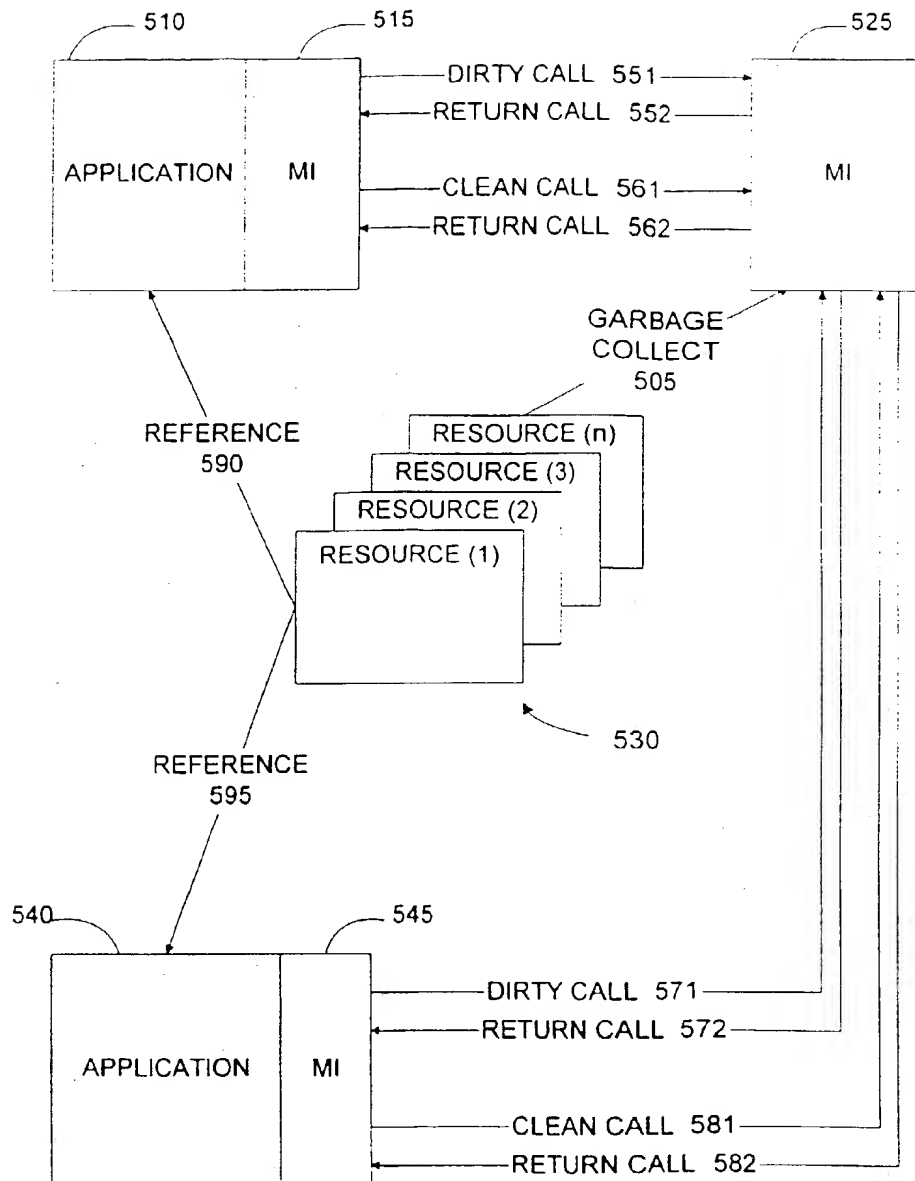 510
515
525
DIRTY CALL 551
RETURN CALL 552
APPLICATION
MI
MI
CLEAN CALL 561
RETURN CALL 562
GARBAGE
COLLECT
505
REFERENCE
590
RESOURCE (n)
RESOURCE (3)
RESOURCE (2)
RESOURCE (1)
530
REFERENCE
595
540
545
DIRTY CALL 571
RETURN CALL 572
APPLICATION
MI
CLEAN CALL 581
RETURN CALL 582